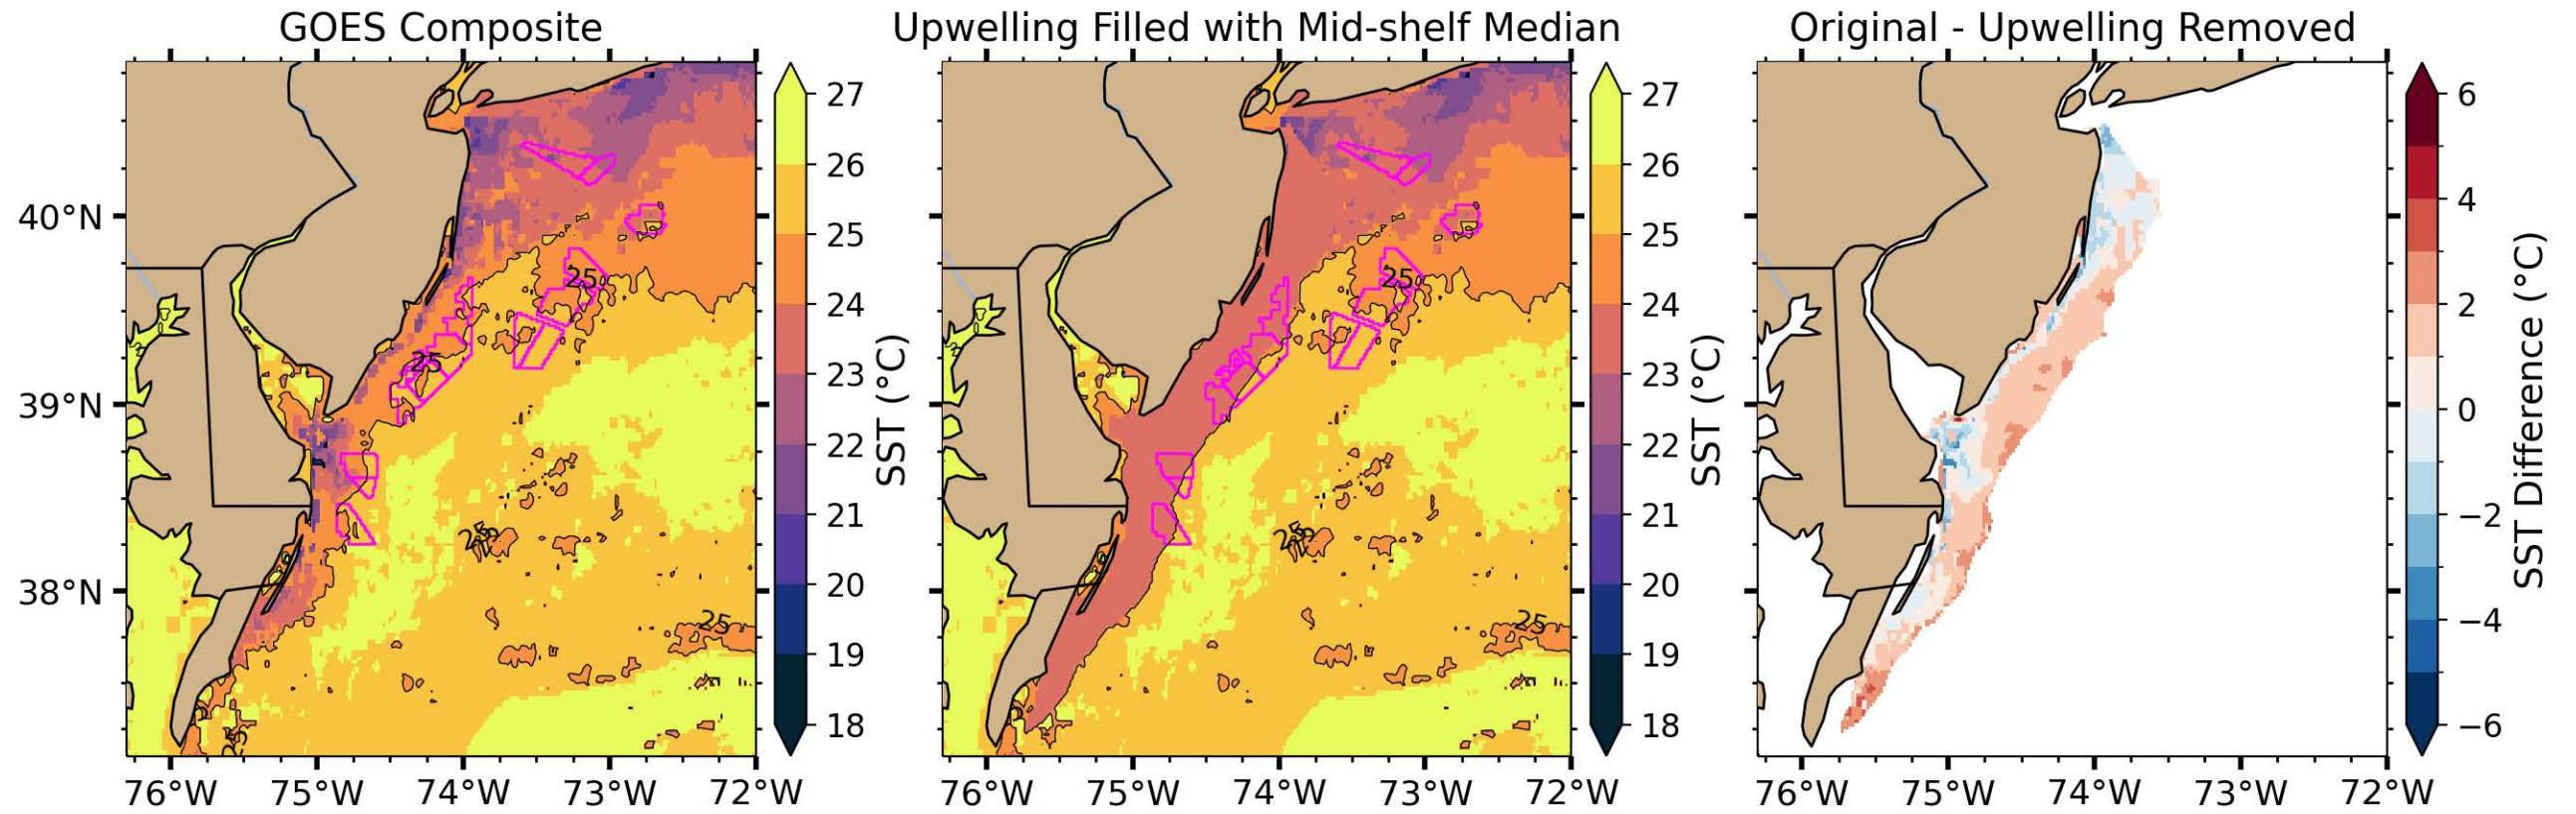 GOES Composite
Upwelling Filled with Mid-shelf Median
Original - Upwelling Removed
40°N
39°N
38°N
76°W 75°W 74°W 73°W 72°W
25
25
25
25
25
27
26
25
24
23
22
21
20
19
18
SST (°C)
76°W 75°W 74°W 73°W 72°W
25
25
25
27
26
25
24
23
22
21
20
19
18
SST (°C)
76°W 75°W 74°W 73°W 72°W
6
4
2
0
−2
−4
−6
SST Difference (°C)